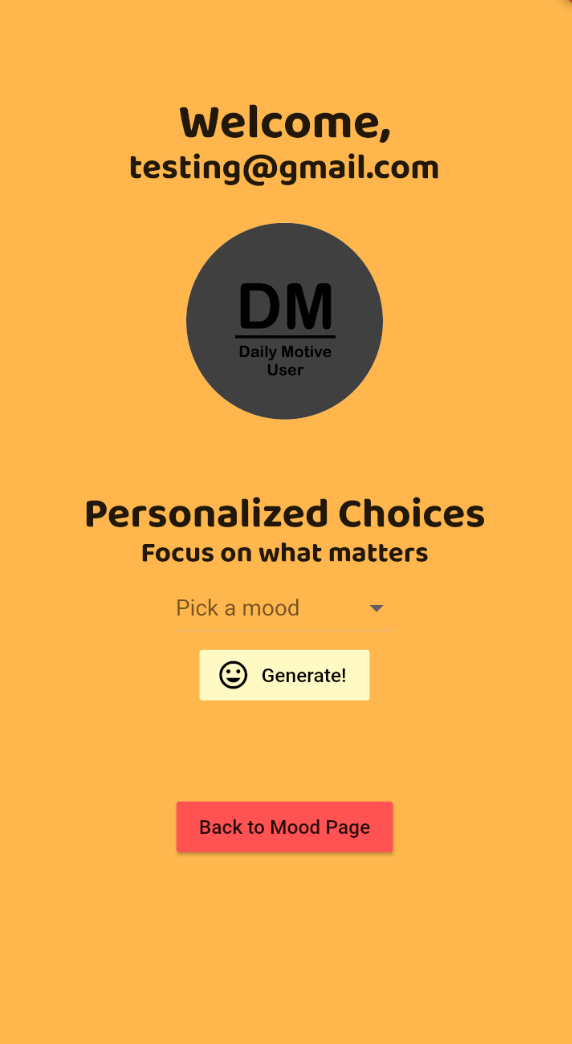 Welcome,
testing@gmail.com
DM
Daily Motive
User
Personalized Choices
Focus on what matters
Pick a mood
Generate!
Back to Mood Page